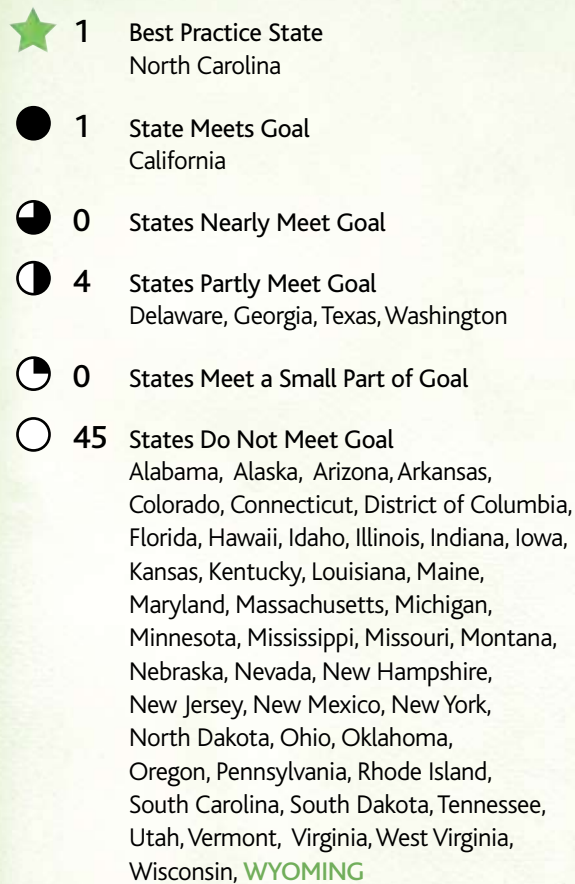 1 Best Practice State
North Carolina
1 State Meets Goal
California
0 States Nearly Meet Goal
4 States Partly Meet Goal
Delaware, Georgia, Texas, Washington
0 States Meet a Small Part of Goal
45 States Do Not Meet Goal
Alabama, Alaska, Arizona, Arkansas,
Colorado, Connecticut, District of Columbia,
Florida, Hawaii, Idaho, Illinois, Indiana, Iowa,
Kansas, Kentucky, Louisiana, Maine,
Maryland, Massachusetts, Michigan,
Minnesota, Mississippi, Missouri, Montana,
Nebraska, Nevada, New Hampshire,
New Jersey, New Mexico, New York,
North Dakota, Ohio, Oklahoma,
Oregon, Pennsylvania, Rhode Island,
South Carolina, South Dakota, Tennessee,
Utah, Vermont, Virginia, West Virginia,
Wisconsin, WYOMING